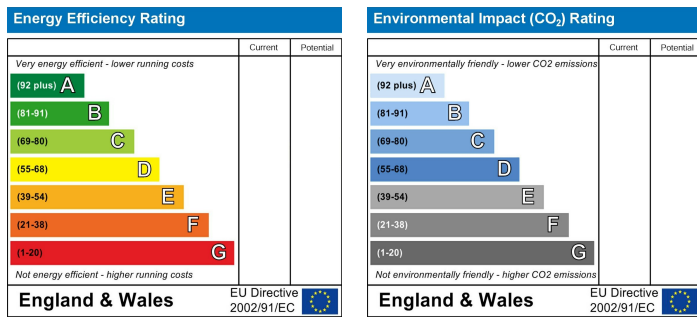 Energy Efficiency Rating
Current Potential
Very energy efficient - lower running costs
(92 plus) A
(81-91) B
(69-80) C
(55-68) D
(39-54) E
(21-38) F
(1-20) G
Not energy efficient - higher running costs
England & Wales
EU Directive
2002/91/EC
Environmental Impact (CO₂) Rating
Current Potential
Very environmentally friendly - lower CO2 emissions
(92 plus) A
(81-91) B
(69-80) C
(55-68) D
(39-54) E
(21-38) F
(1-20) G
Not environmentally friendly - higher CO2 emissions
England & Wales
EU Directive
2002/91/EC